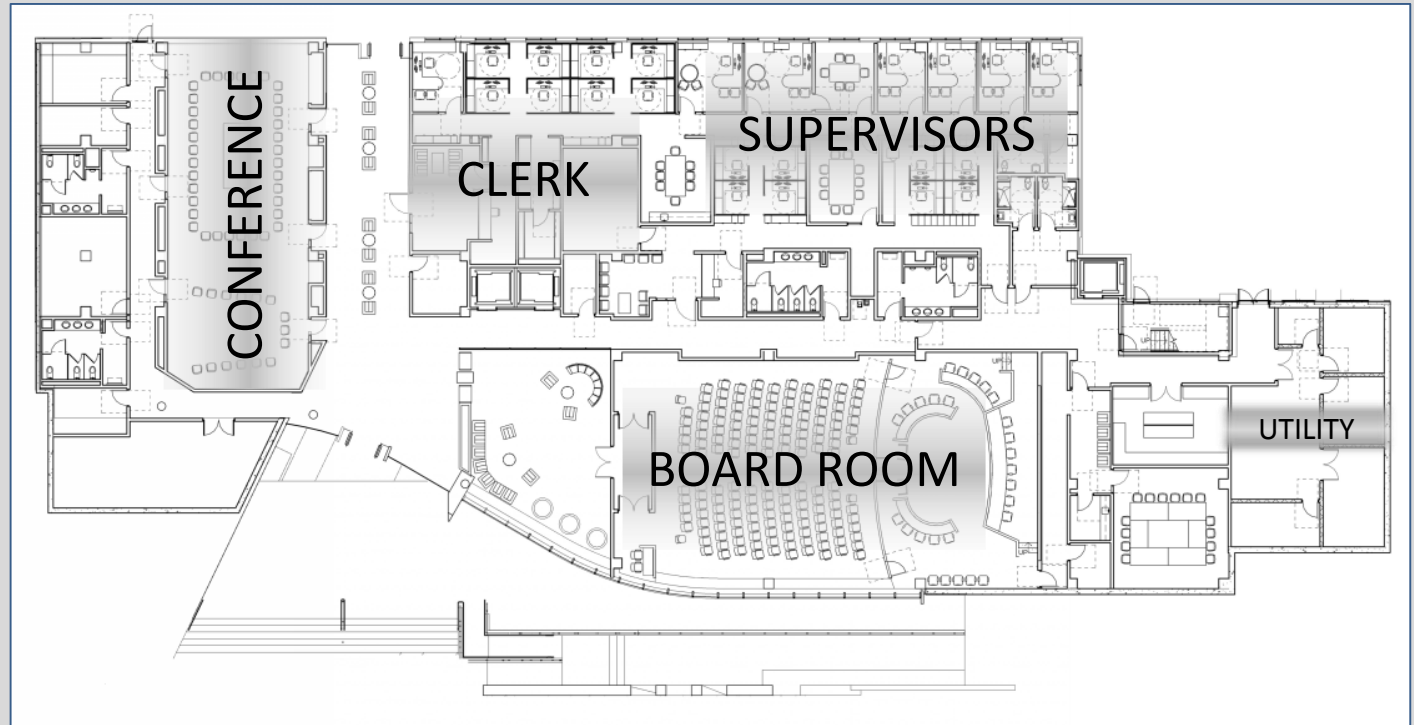 CONFERENCE
CLERK
SUPERVISORS
BOARD ROOM
UTILITY